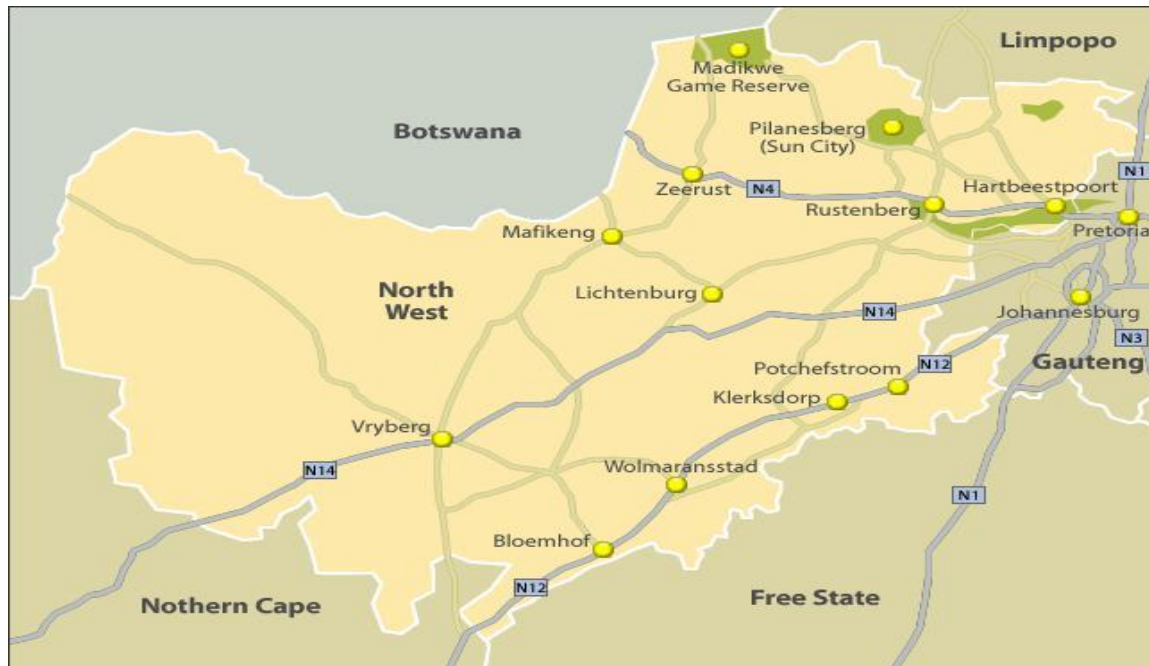 Limpopo
Madikwe
Game Reserve
Botswana
Pilanesberg
(Sun City)
N1
Zeerust
N4
Hartbeestpoort
Rustenberg
Pretoria
Mafikeng
North
West
Lichtenburg
N14
Johannesburg
N3
Gauteng
Potchefstroom
N12
Klerksdorp
Vryberg
N14
Wolmaransstad
N1
Bloemhof
N12
Nothern Cape
Free State